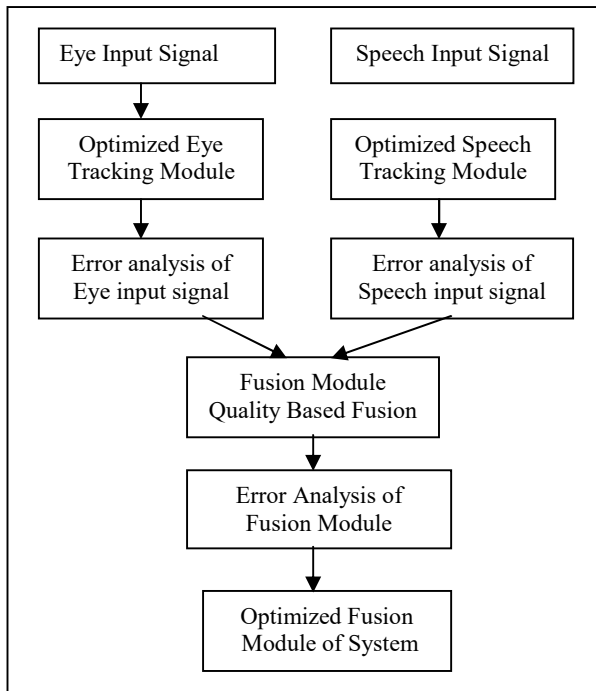 Eye Input Signal
Speech Input Signal
Optimized Eye
Tracking Module
Optimized Speech
Tracking Module
Error analysis of
Eye input signal
Error analysis of
Speech input signal
Fusion Module
Quality Based Fusion
Error Analysis of
Fusion Module
Optimized Fusion
Module of System